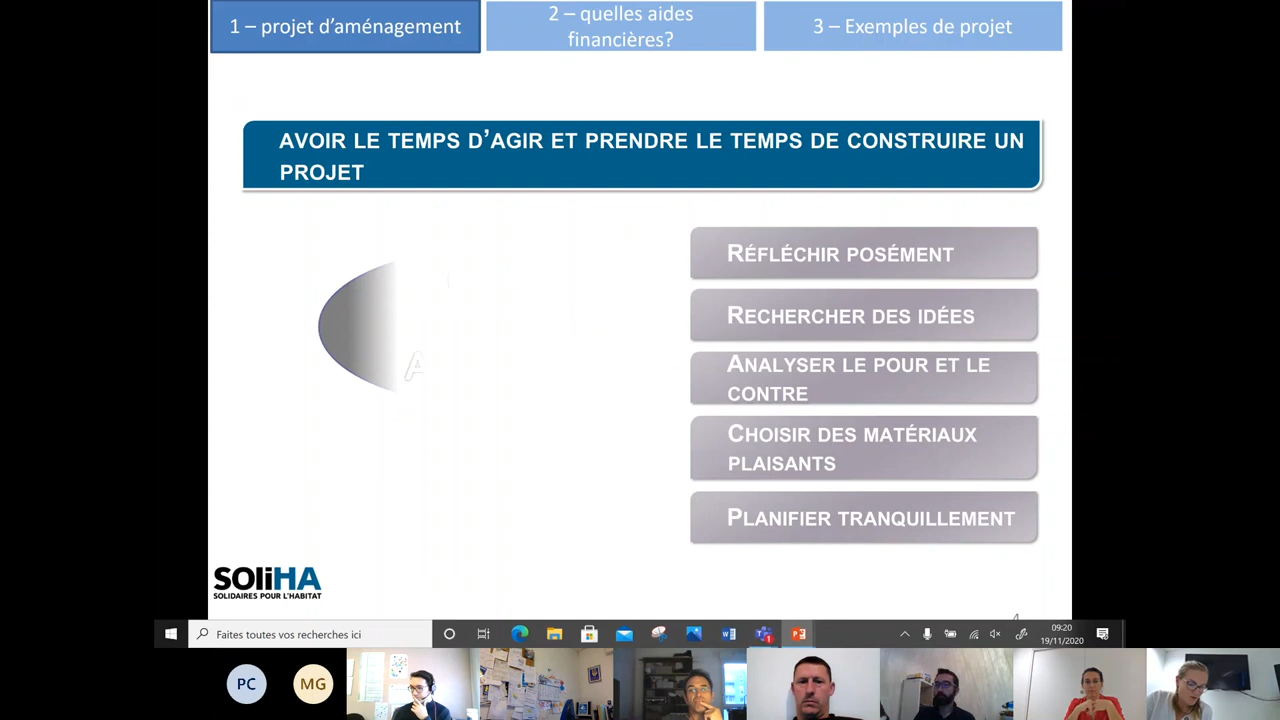 1 – projet d'aménagement
2 – quelles aides
financières?
3 – Exemples de projet
AVOIR LE TEMPS D'AGIR ET PRENDRE LE TEMPS DE CONSTRUIRE UN
PROJET
RÉFLÉCHIR POSÉMENT
RECHERCHER DES IDÉES
ANALYSER LE POUR ET LE
CONTRE
CHOISIR DES MATÉRIAUX
PLAISANTS
PLANIFIER TRANQUILLEMENT
A
SOLiHA
SOLIDAIRES POUR L'HABITAT
Faites toutes vos recherches ici
09:20
19/11/2020
PC
MG